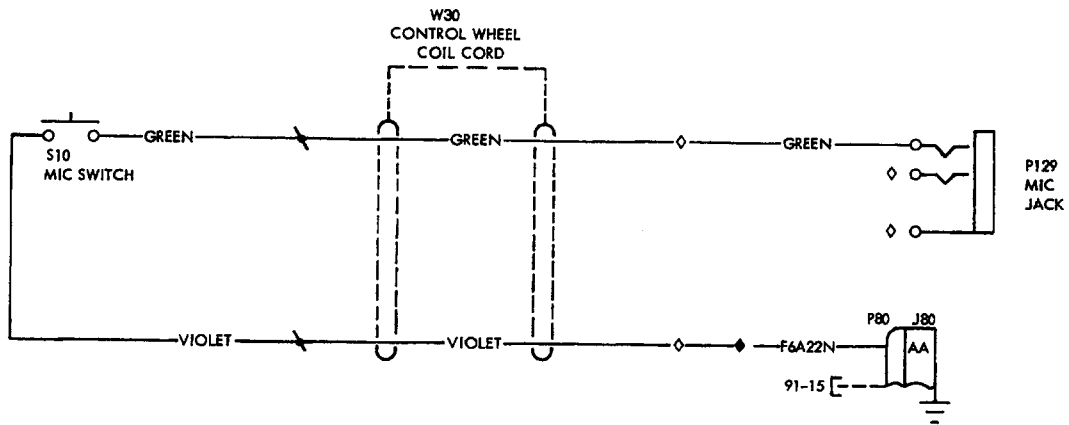 W30
CONTROL WHEEL
COIL CORD
GREEN
GREEN
GREEN
S10
MIC SWITCH
P129
MIC
JACK
VIOLET
VIOLET
F6A22N
P80
J80
AA
91-15